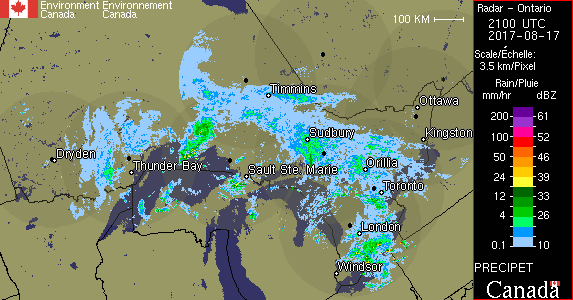 Environment Environnement
Canada Canada
100 KM
Radar - Ontario
2100 UTC
2017-08-17
Scale/Échelle:
3.5 km/Pixel
Rain/Pluie
mm/hr dBZ
200 61
100 52
50 46
24 39
12 33
4 26
0.1 10
PRECIPET
Canada
Timmins
Ottawa
Sudbury
Kingston
Dryden
Thunder Bay
Sault Ste. Marie
Orillia
Toronto
London
Windsor